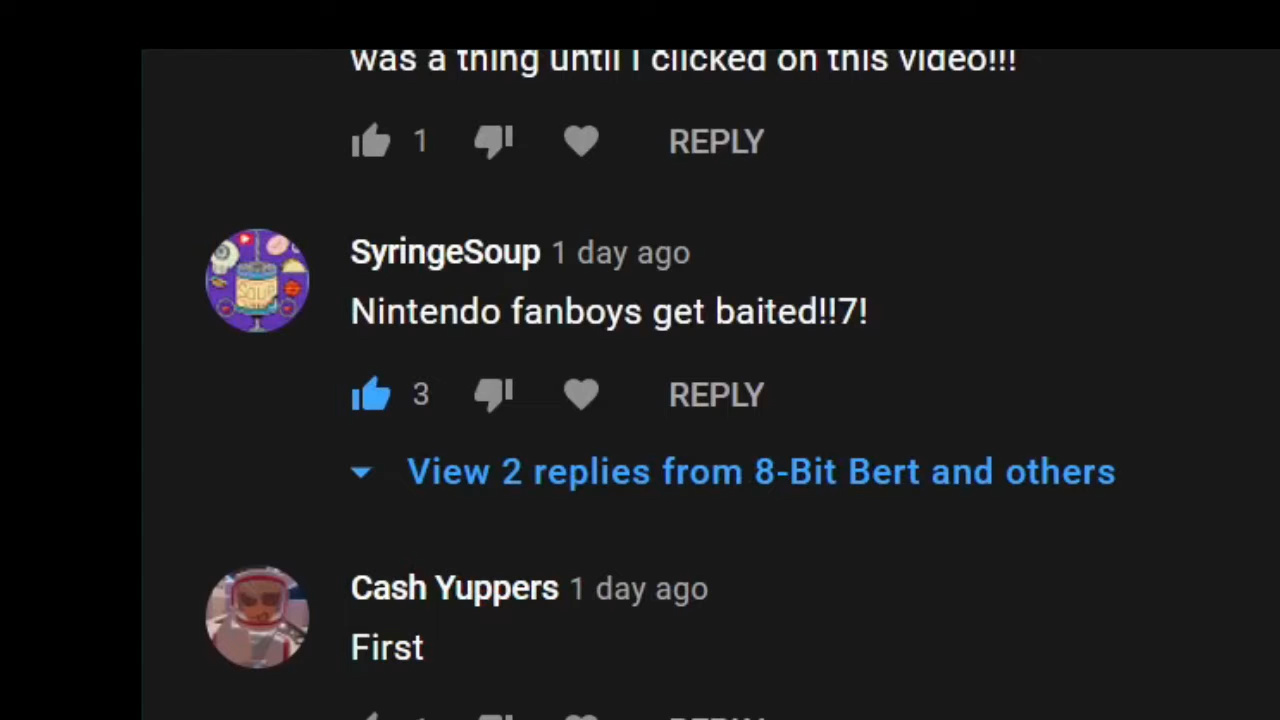 was a thing until I clicked on this video!!!
1 REPLY
SyringeSoup 1 day ago
Nintendo fanboys get baited!!7!
3 REPLY
View 2 replies from 8-Bit Bert and others
Cash Yuppers 1 day ago
First
SOUP